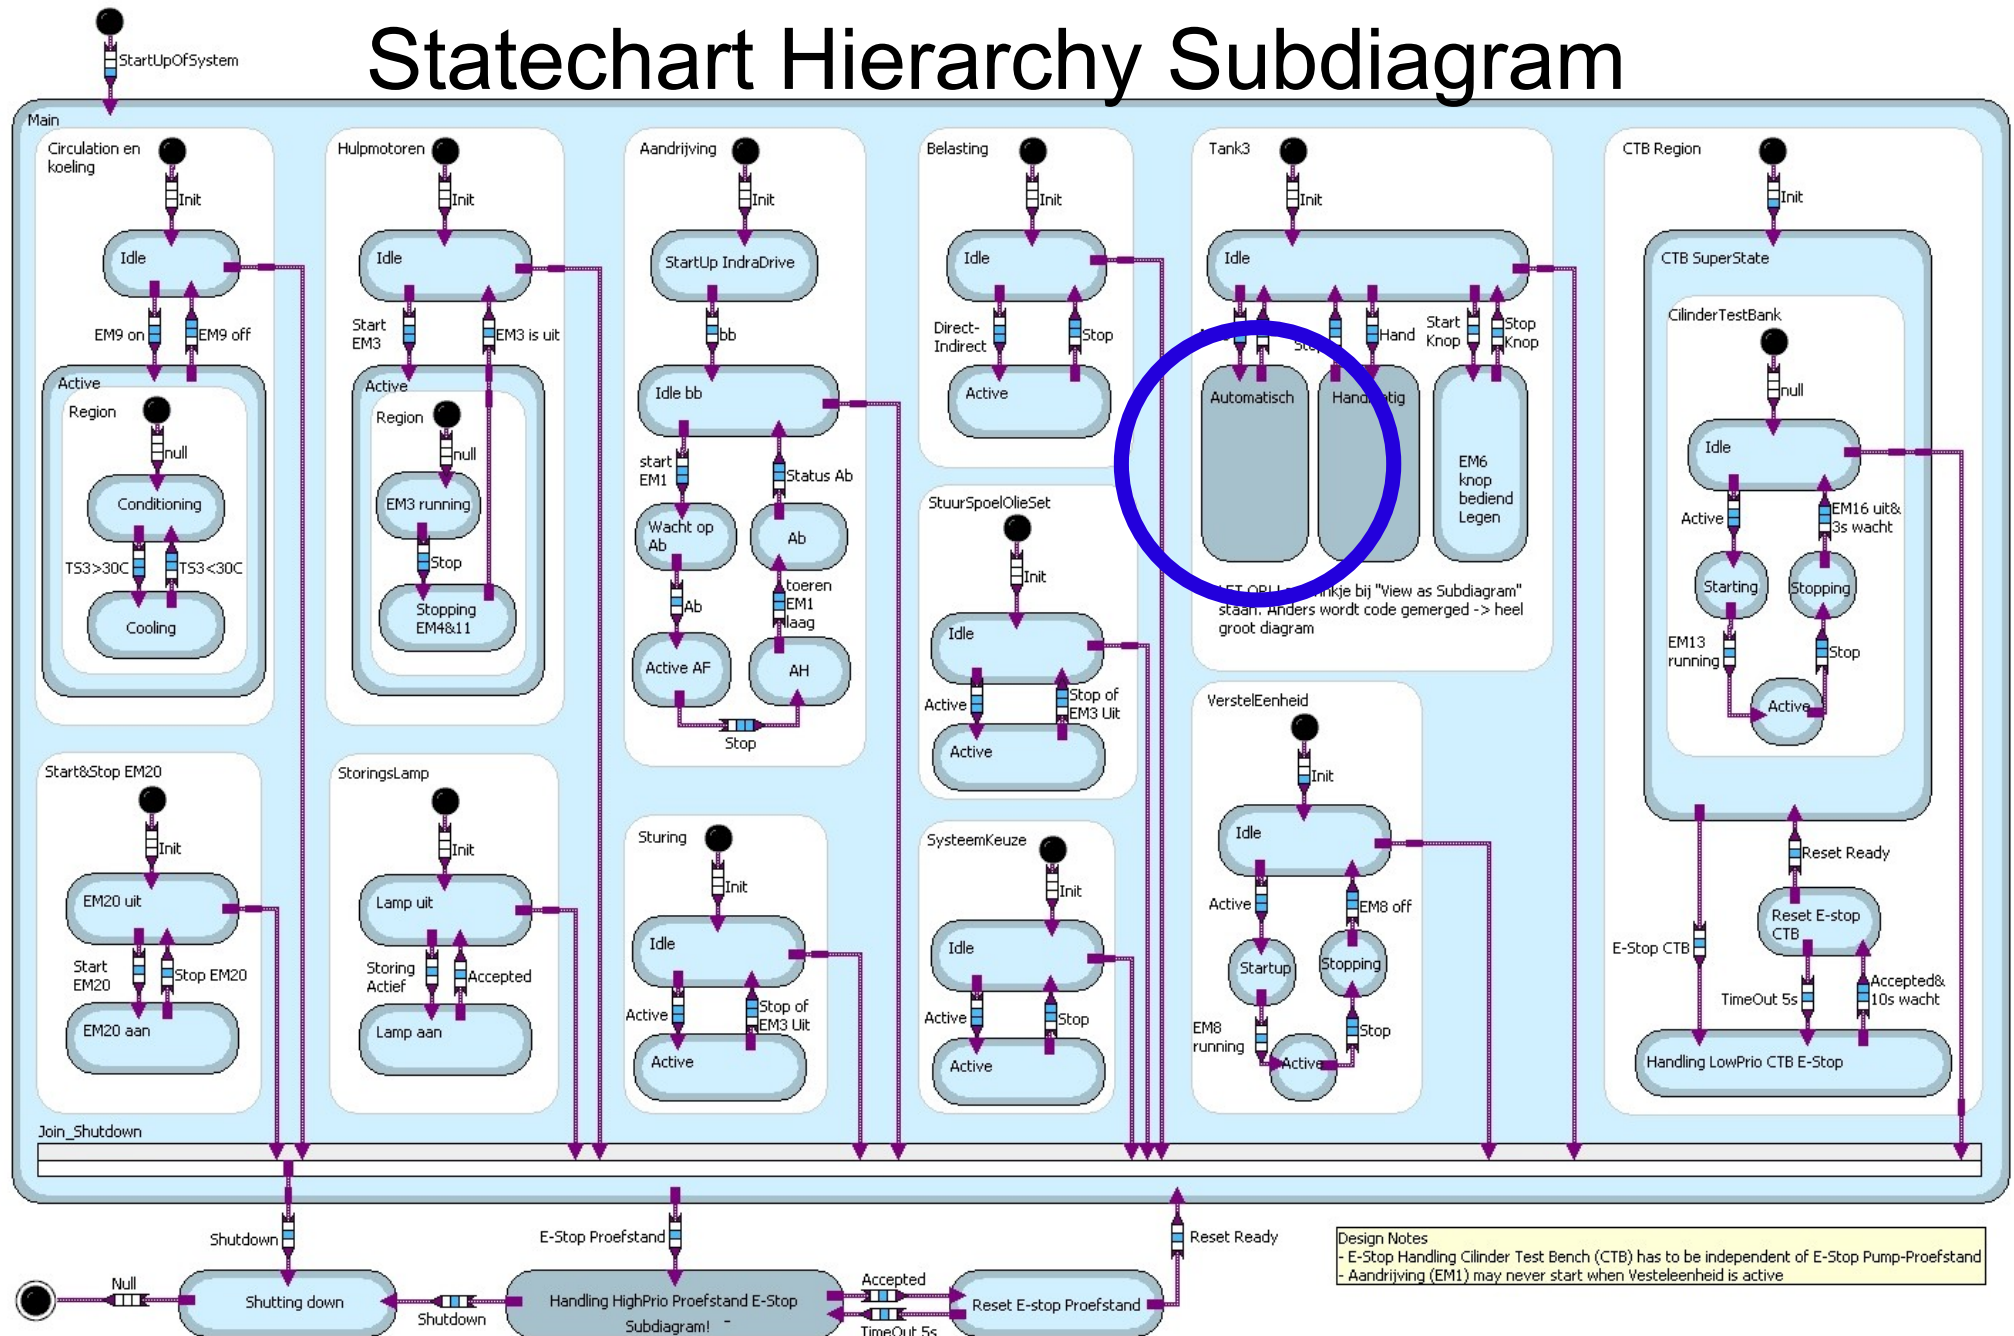 Statechart Hierarchy Subdiagram
StartUpOfSystem
Main
Circulation en
koeling
Init
Idle
EM9 on
EM9 off
Active
Region
null
Conditioning
TS3>30C
TS3<30C
Cooling
Hulpmotoren
Init
Idle
Start
EM3
EM3 is uit
Active
Region
null
EM3 running
Stop
Stopping
EM4&11
Aandrijving
Init
StartUp IndraDrive
bb
Idle bb
start
EM1
Status Ab
Wacht op
Ab
Ab
Ab
toeren
EM1
laag
Active AF
AH
Stop
Belasting
Init
Idle
Direct-
Indirect
Stop
Active
StuurSpoelOlieSet
Init
Idle
Active
Stop of
EM3 Uit
Active
Tank3
Init
Idle
Hand
Start
Knop
Stop
Knop
Automatisch
EM6
knop
bediend
Legen
bij "View as Subdiagram"
staan. Anders wordt code gemerged -> heel
groot diagram
VerstelEenheid
Init
Idle
Active
EM8 off
Startup
Stopping
EM8
running
Stop
Active
CTB Region
Init
CTB SuperState
CilinderTestBank
null
Idle
Active
EM16 uit&
3s wacht
Starting
Stopping
EM13
running
Stop
Active
Reset Ready
E-Stop CTB
Reset E-stop
CTB
TimeOut 5s
Accepted&
10s wacht
Handling LowPrio CTB E-Stop
Start&Stop EM20
Init
EM20 uit
Start
EM20
Stop EM20
EM20 aan
StoringsLamp
Init
Lamp uit
Storing
Actief
Accepted
Lamp aan
Sturing
Init
Idle
Active
Stop of
EM3 Uit
Active
SysteemKeuze
Init
Idle
Active
Stop
Active
Join_Shutdown
Shutdown
E-Stop Proefstand
Reset Ready
Null
Shutting down
Shutdown
Handling HighPrio Proefstand E-Stop
Subdiagram!
Accepted
TimeOut 5s
Reset E-stop Proefstand
Design Notes
- E-Stop Handling Cilinder Test Bench (CTB) has to be independent of E-Stop Pump-Proefstand
- Aandrijving (EM1) may never start when Vesteleenheid is active